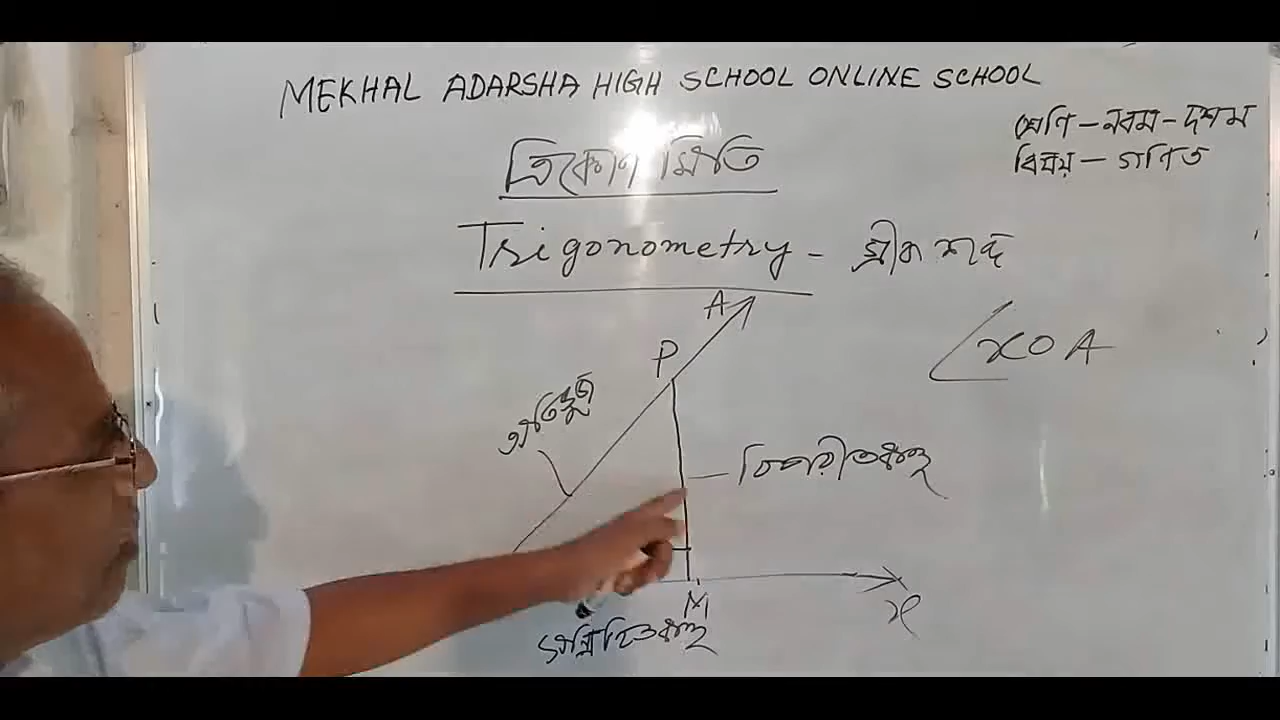 MEKHAL ADARSHA HIGH SCHOOL ONLINE SCHOOL
শ্রেণি - নবম - দশম
বিষয় - গণিত
ত্রিকোণমিতি
Trigonometry - গ্রীক শব্দ
A
P
∠XOA
অতিভুজ
বিপরীত বাহু
M
X
সন্নিহিত বাহু